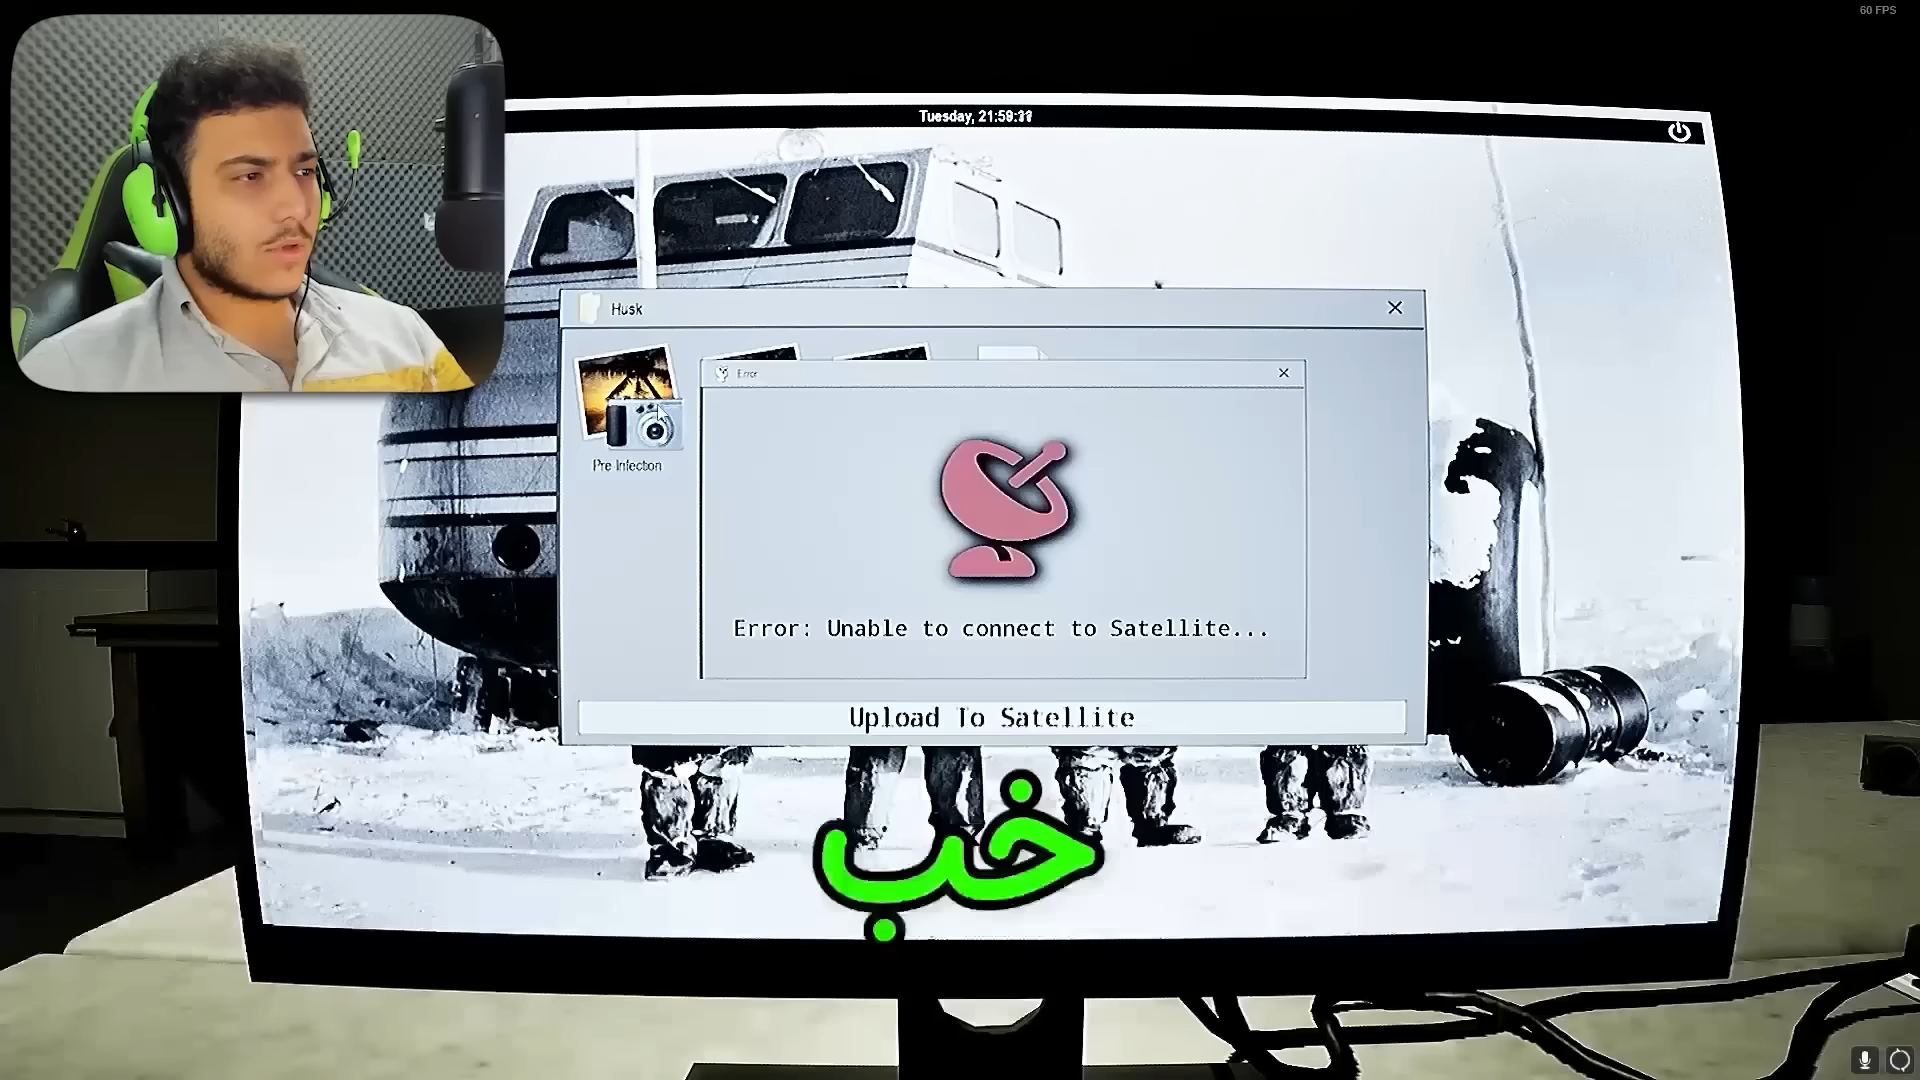 60 FPS
Tuesday, 21:59:
Husk
Error
Pre Infection
Error: Unable to connect to Satellite...
Upload To Satellite
خب